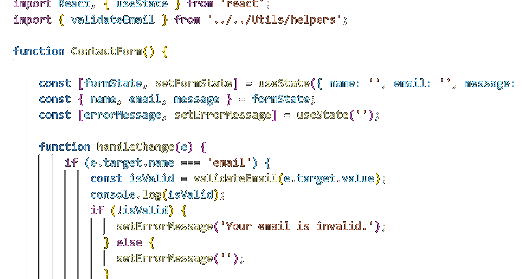 import React, { useState } from 'react';
import { validateEmail } from '../../Utils/helpers';
function ContactForm() {
const [formState, setFormState] = useState({ name: '', email: '', message:
const { name, email, message } = formState;
const [errorMessage, setErrorMessage] = useState('');
function handleChange(e) {
if (e.target.name === 'email') {
const isValid = validateEmail(e.target.value);
console.log(isValid);
if (!isValid) {
setErrorMessage('Your email is invalid.');
} else {
setErrorMessage('');
}